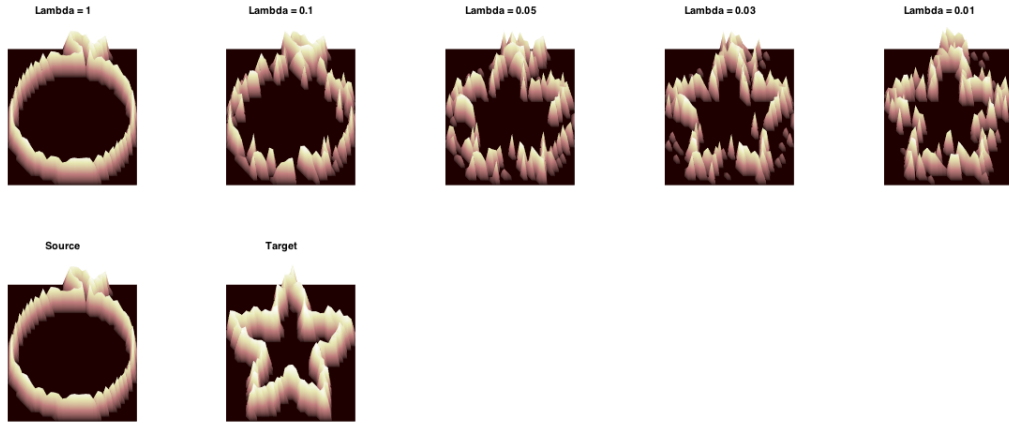 Lambda = 1
Lambda = 0.1
Lambda = 0.05
Lambda = 0.03
Lambda = 0.01
Source
Target